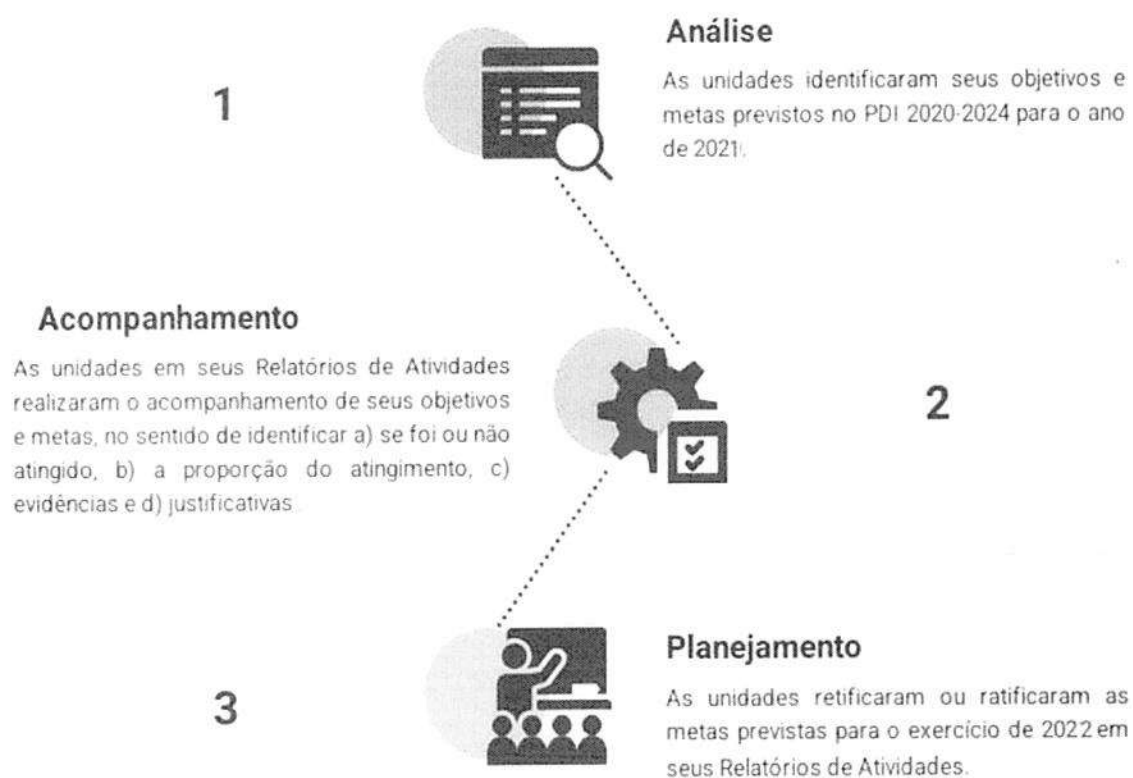 1
Análise
As unidades identificaram seus objetivos e
metas previstos no PDI 2020-2024 para o ano
de 2021.
Acompanhamento
As unidades em seus Relatórios de Atividades
realizaram o acompanhamento de seus objetivos
e metas, no sentido de identificar a) se foi ou não
atingido, b) a proporção do atingimento, c)
evidências e d) justificativas
2
3
Planejamento
As unidades retificaram ou ratificaram as
metas previstas para o exercício de 2022 em
seus Relatórios de Atividades.